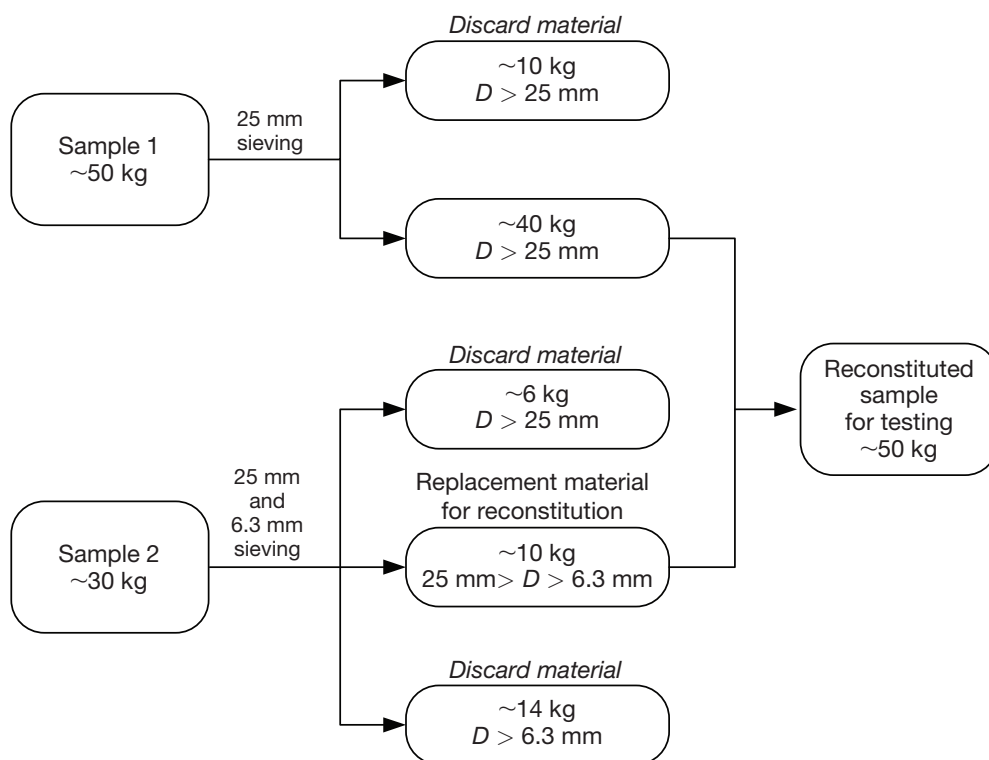 Discard material
~10 kg
D > 25 mm
Sample 1
~50 kg
25 mm
sieving
~40 kg
D > 25 mm
Discard material
~6 kg
D > 25 mm
Reconstituted
sample
for testing
~50 kg
25 mm
and
6.3 mm
sieving
Replacement material
for reconstitution
Sample 2
~30 kg
~10 kg
25 mm> D > 6.3 mm
Discard material
~14 kg
D > 6.3 mm